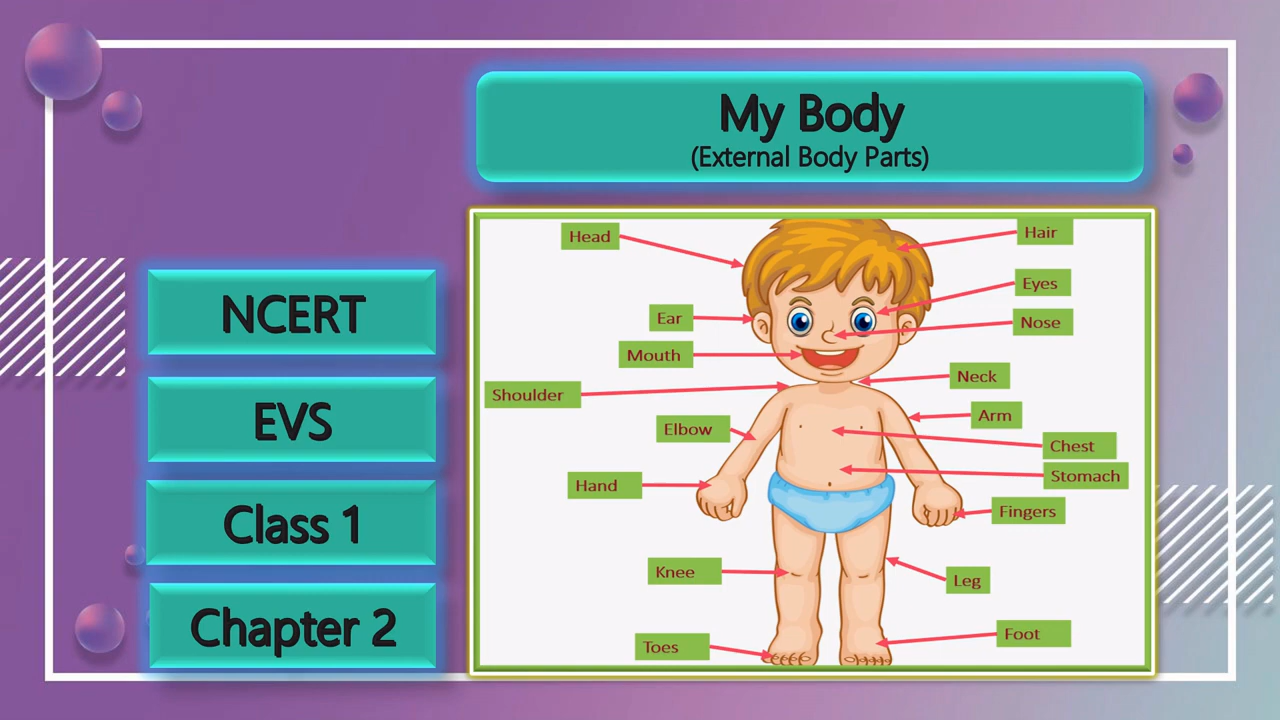 My Body
(External Body Parts)
NCERT
EVS
Class 1
Chapter 2
Head
Hair
Eyes
Ear
Nose
Mouth
Neck
Shoulder
Arm
Elbow
Chest
Stomach
Hand
Fingers
Knee
Leg
Foot
Toes